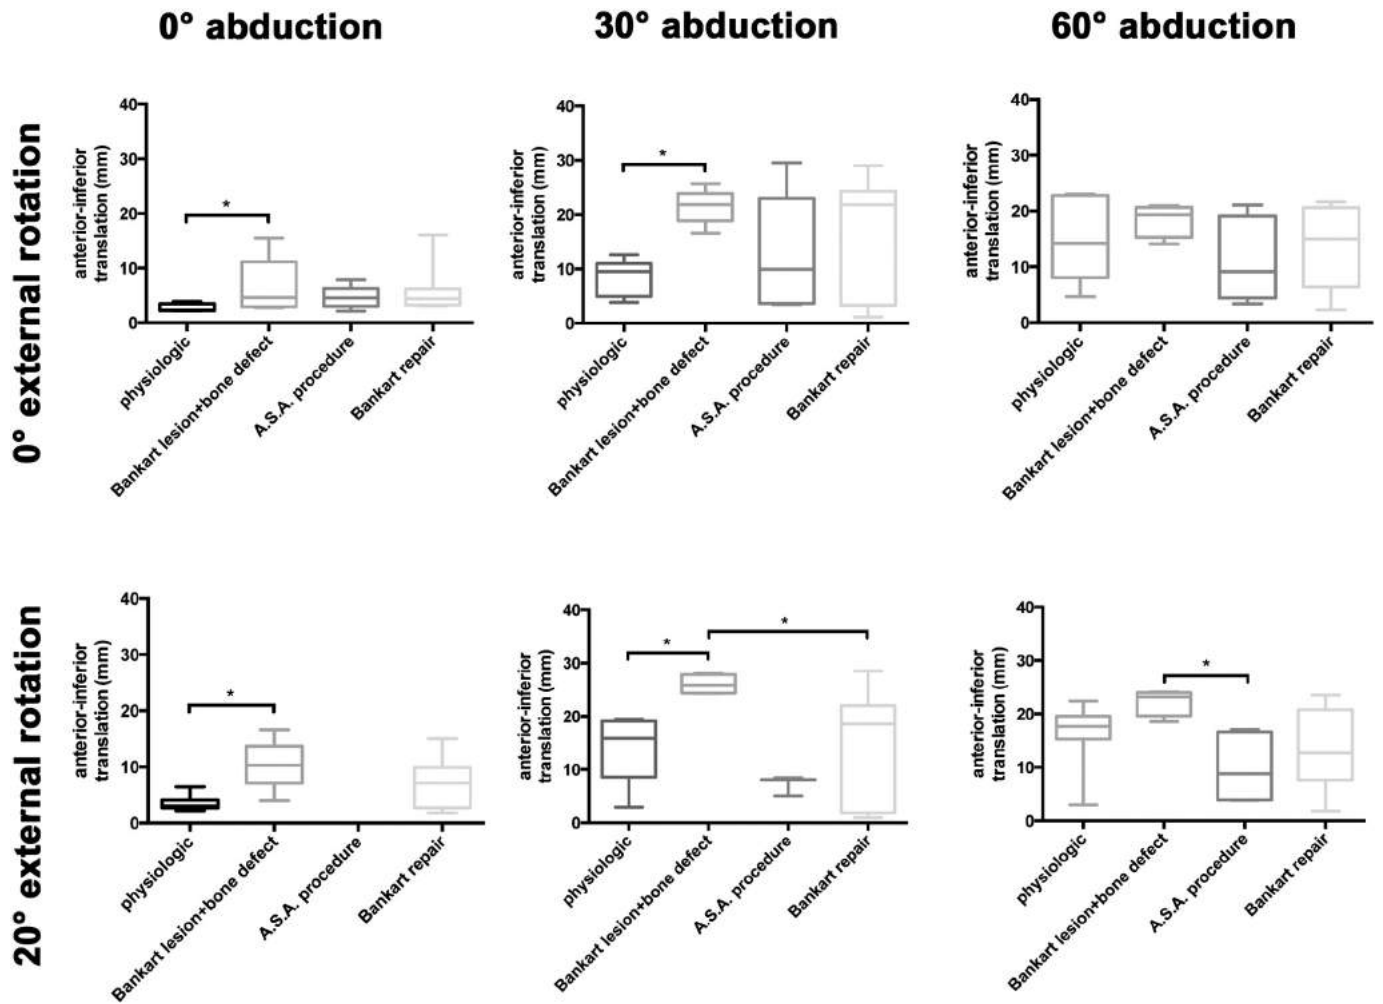 0° abduction
30° abduction
60° abduction
0° external rotation
anterior-inferior
translation (mm)
40
30
20
10
0
*
physiologic
Bankart lesion+bone defect
A.S.A. procedure
Bankart repair
anterior-inferior
translation (mm)
40
30
20
10
0
*
physiologic
Bankart lesion+bone defect
A.S.A. procedure
Bankart repair
anterior-inferior
translation (mm)
40
30
20
10
0
physiologic
Bankart lesion+bone defect
A.S.A. procedure
Bankart repair
20° external rotation
anterior-inferior
translation (mm)
40
30
20
10
0
*
physiologic
Bankart lesion+bone defect
A.S.A. procedure
Bankart repair
anterior-inferior
translation (mm)
40
30
20
10
0
*
*
physiologic
Bankart lesion+bone defect
A.S.A. procedure
Bankart repair
anterior-inferior
translation (mm)
40
30
20
10
0
*
physiologic
Bankart lesion+bone defect
A.S.A. procedure
Bankart repair